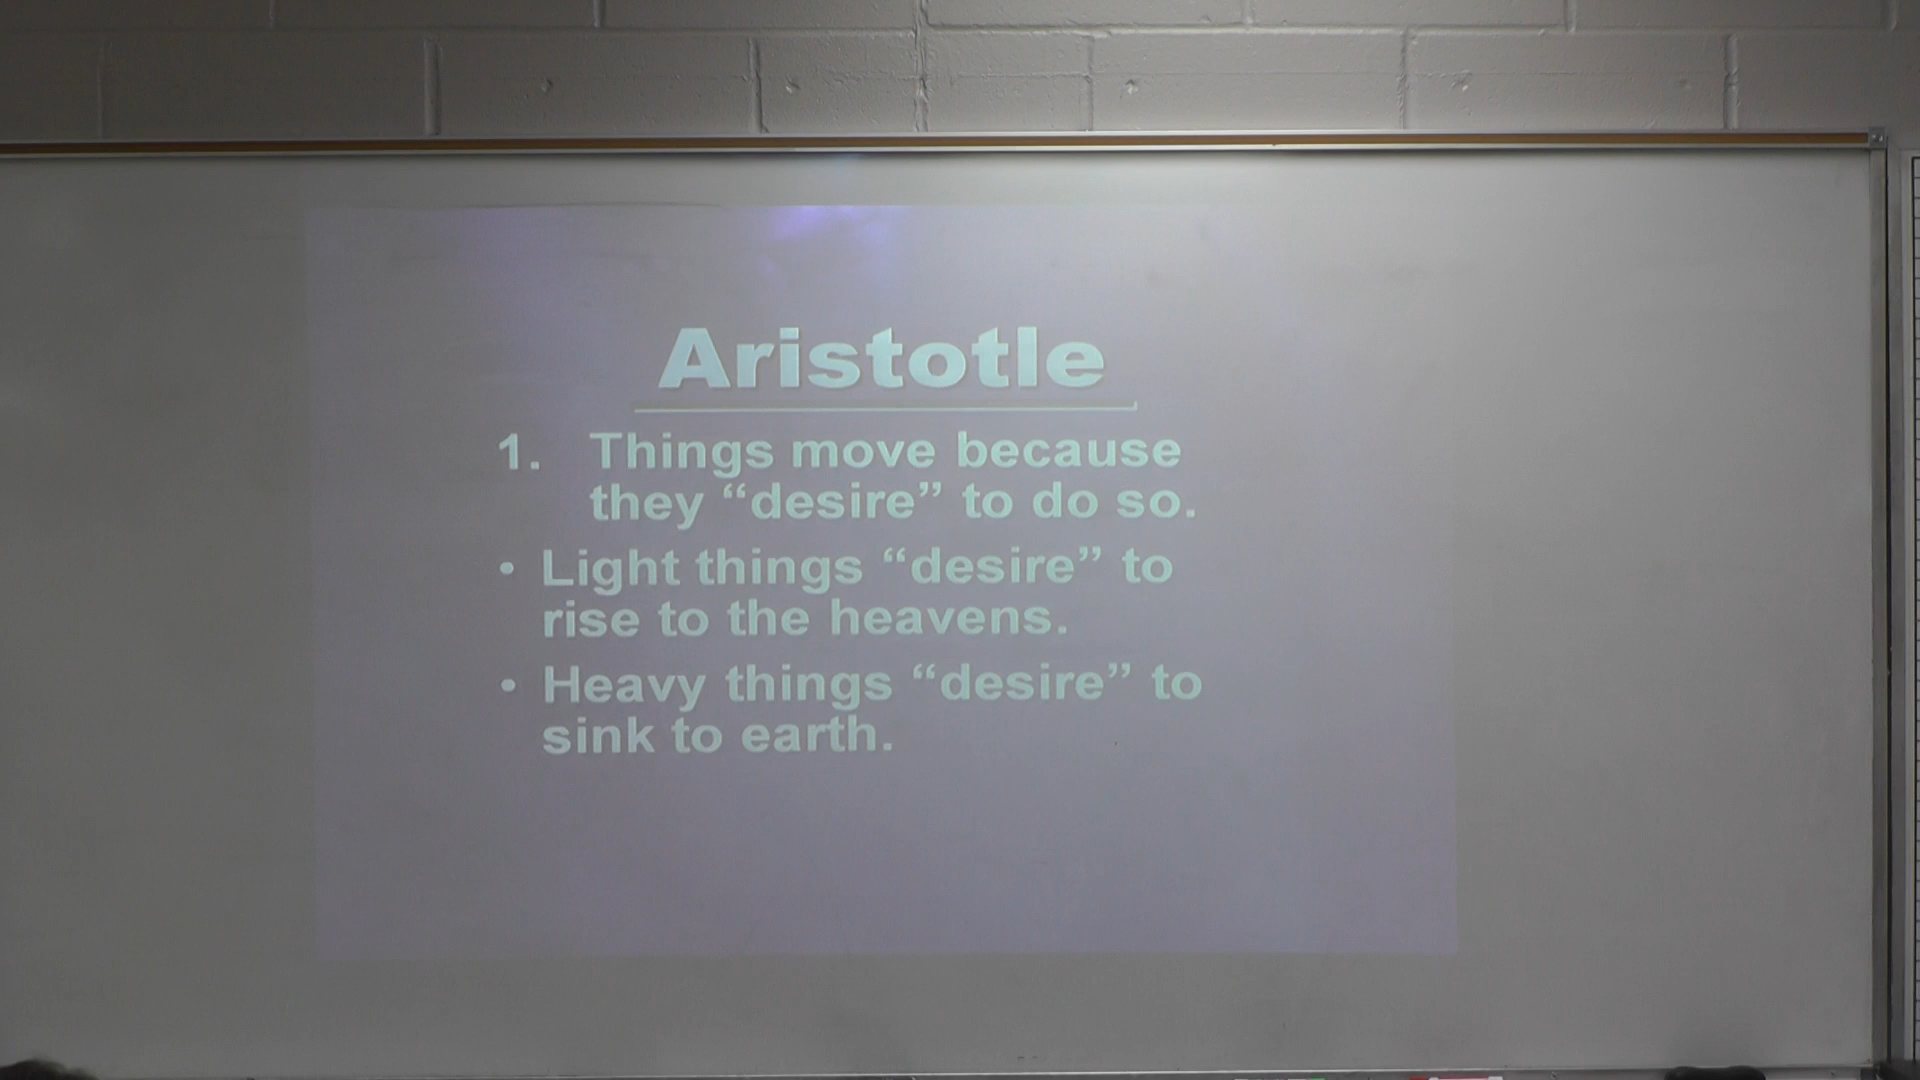 Aristotle
1. Things move because
they “desire” to do so.
• Light things “desire” to
rise to the heavens.
• Heavy things “desire” to
sink to earth.